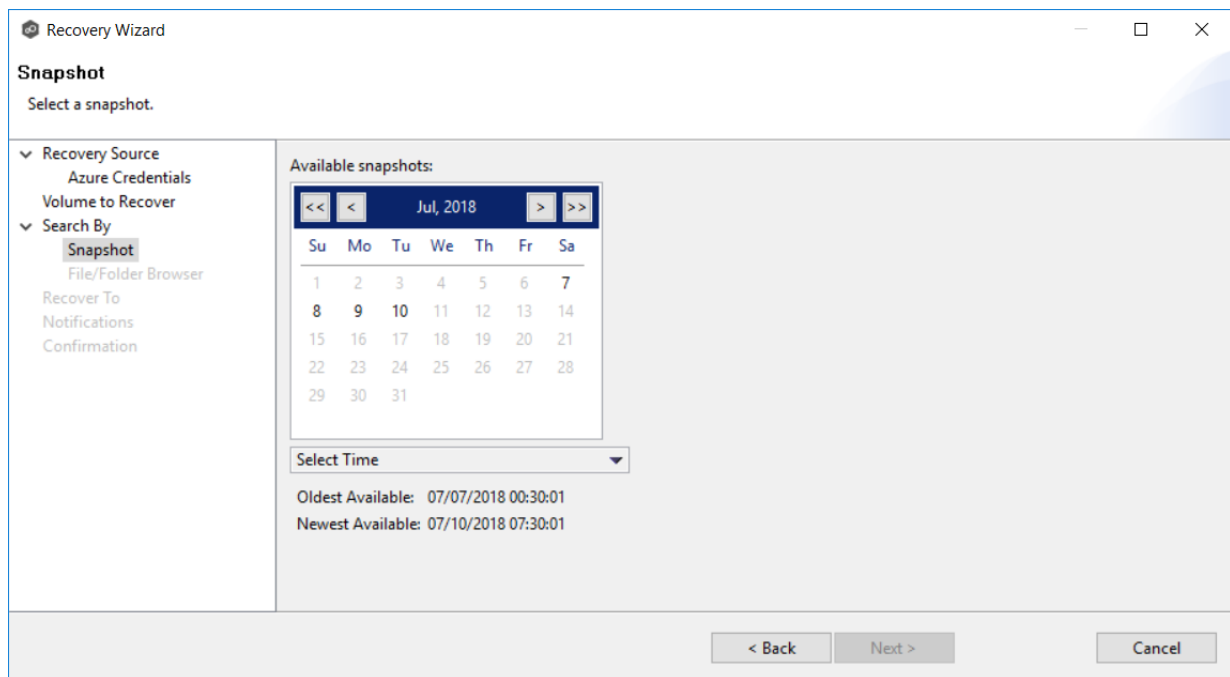 Recovery Wizard
Snapshot
Select a snapshot.
Recovery Source
Azure Credentials
Volume to Recover
Search By
Snapshot
File/Folder Browser
Recover To
Notifications
Confirmation
Available snapshots:
<< < Jul, 2018 > >>
Su Mo Tu We Th Fr Sa
1 2 3 4 5 6 7
8 9 10 11 12 13 14
15 16 17 18 19 20 21
22 23 24 25 26 27 28
29 30 31
Select Time
Oldest Available: 07/07/2018 00:30:01
Newest Available: 07/10/2018 07:30:01
< Back Next > Cancel